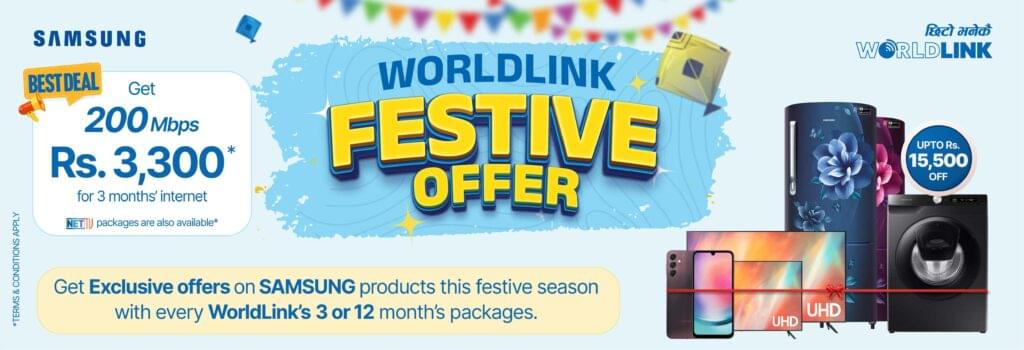 SAMSUNG
BEST DEAL
Get
200 Mbps
Rs. 3,300*
for 3 months' internet
NETTV packages are also available*
*TERMS & CONDITIONS APPLY
WORLDLINK
FESTIVE
OFFER
छिटो भनेकै
WORLDLINK
UPTO Rs.
15,500
OFF
SAMSUNG
UHD
UHD
Get Exclusive offers on SAMSUNG products this festive season
with every WorldLink's 3 or 12 month's packages.